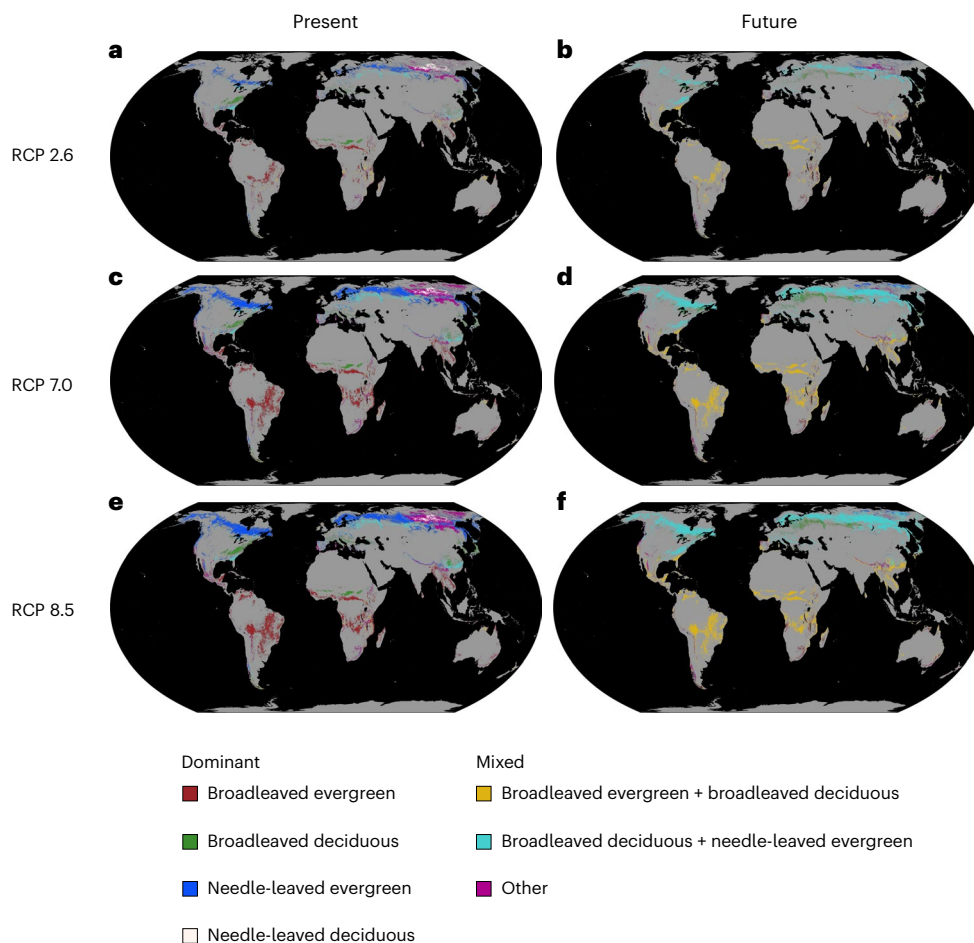 Present
Future
a
b
RCP 2.6
c
d
RCP 7.0
e
f
RCP 8.5
Dominant
Mixed
Broadleaved evergreen
Broadleaved evergreen + broadleaved deciduous
Broadleaved deciduous
Broadleaved deciduous + needle-leaved evergreen
Needle-leaved evergreen
Other
Needle-leaved deciduous